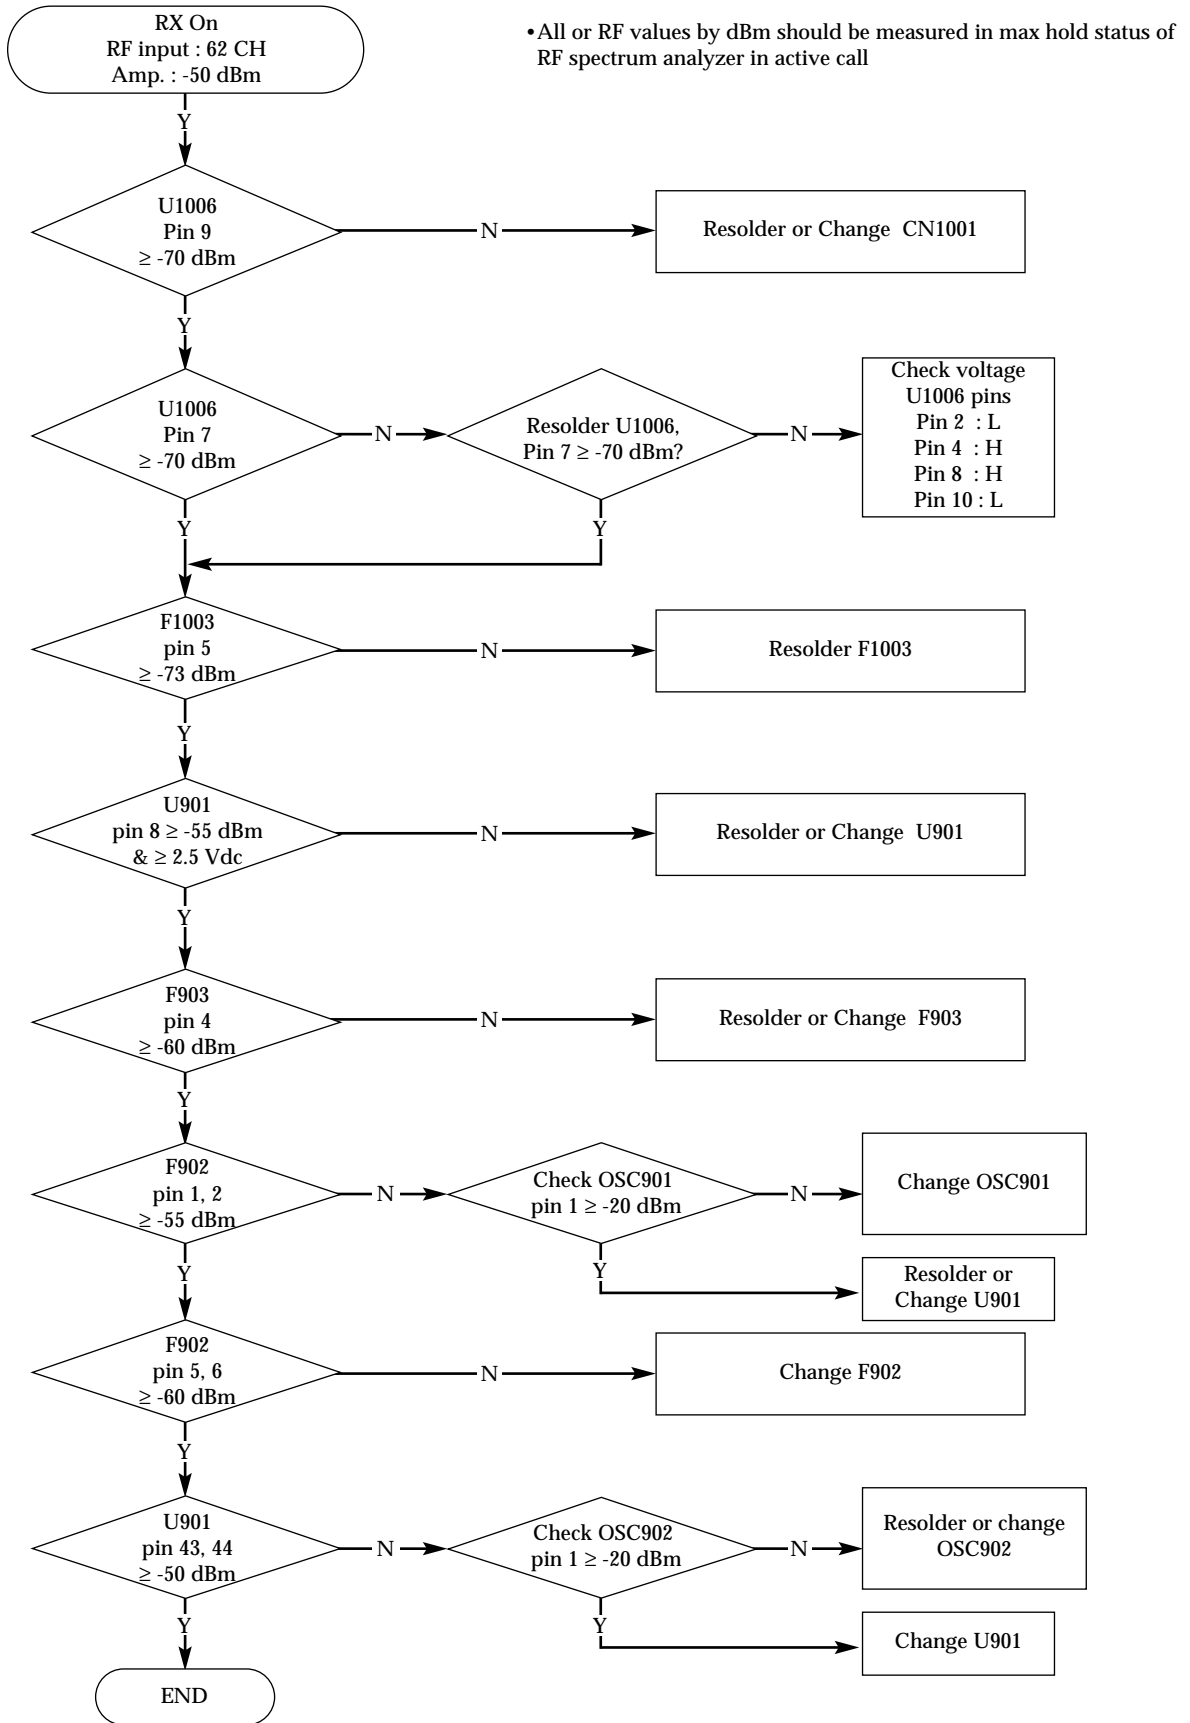 RX On
RF input : 62 CH
Amp. : -50 dBm
•All or RF values by dBm should be measured in max hold status of
RF spectrum analyzer in active call
Y
U1006
Pin 9
≥ -70 dBm
N
Resolder or Change CN1001
Y
U1006
Pin 7
≥ -70 dBm
N
Resolder U1006,
Pin 7 ≥ -70 dBm?
N
Check voltage
U1006 pins
Pin 2 : L
Pin 4 : H
Pin 8 : H
Pin 10 : L
Y
Y
F1003
pin 5
≥ -73 dBm
N
Resolder F1003
Y
U901
pin 8 ≥ -55 dBm
& ≥ 2.5 Vdc
N
Resolder or Change U901
Y
F903
pin 4
≥ -60 dBm
N
Resolder or Change F903
Y
F902
pin 1, 2
≥ -55 dBm
N
Check OSC901
pin 1 ≥ -20 dBm
N
Change OSC901
Y
Y
Resolder or
Change U901
F902
pin 5, 6
≥ -60 dBm
N
Change F902
Y
U901
pin 43, 44
≥ -50 dBm
N
Check OSC902
pin 1 ≥ -20 dBm
N
Resolder or change
OSC902
Y
Y
Change U901
END